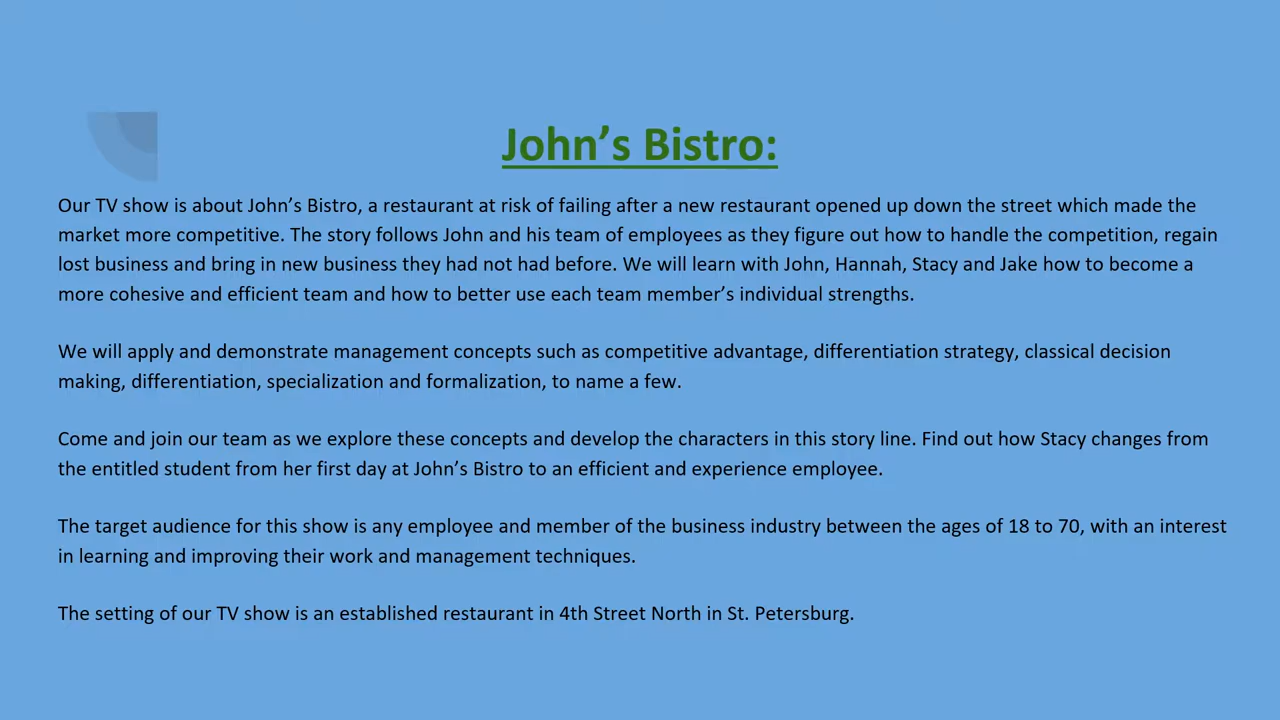 John’s Bistro:
Our TV show is about John’s Bistro, a restaurant at risk of failing after a new restaurant opened up down the street which made the
market more competitive. The story follows John and his team of employees as they figure out how to handle the competition, regain
lost business and bring in new business they had not had before. We will learn with John, Hannah, Stacy and Jake how to become a
more cohesive and efficient team and how to better use each team member’s individual strengths.
We will apply and demonstrate management concepts such as competitive advantage, differentiation strategy, classical decision
making, differentiation, specialization and formalization, to name a few.
Come and join our team as we explore these concepts and develop the characters in this story line. Find out how Stacy changes from
the entitled student from her first day at John’s Bistro to an efficient and experience employee.
The target audience for this show is any employee and member of the business industry between the ages of 18 to 70, with an interest
in learning and improving their work and management techniques.
The setting of our TV show is an established restaurant in 4th Street North in St. Petersburg.